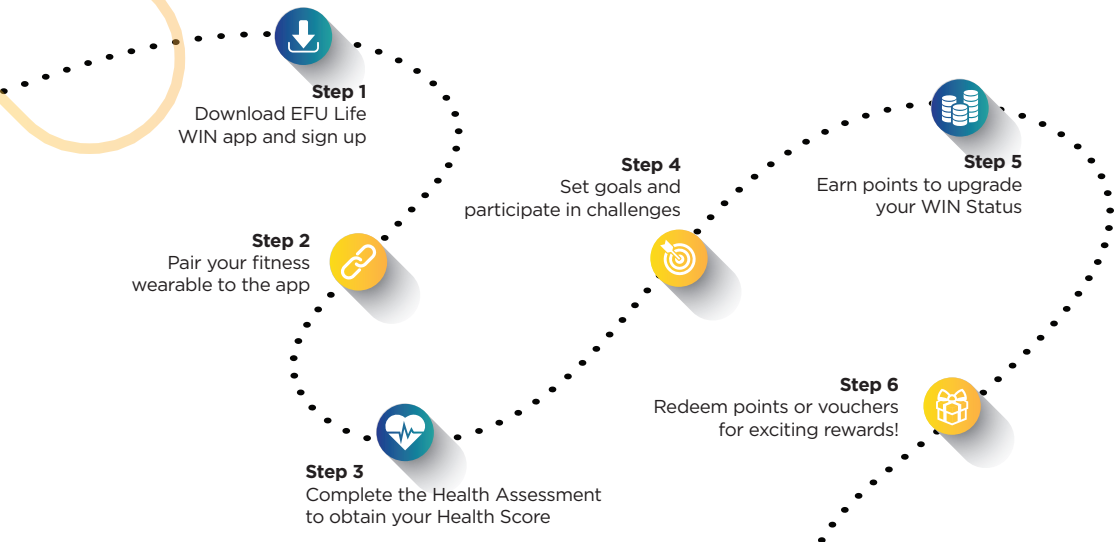 Step 1
Download EFU Life
WIN app and sign up
Step 2
Pair your fitness
wearable to the app
Step 3
Complete the Health Assessment
to obtain your Health Score
Step 4
Set goals and
participate in challenges
Step 5
Earn points to upgrade
your WIN Status
Step 6
Redeem points or vouchers
for exciting rewards!